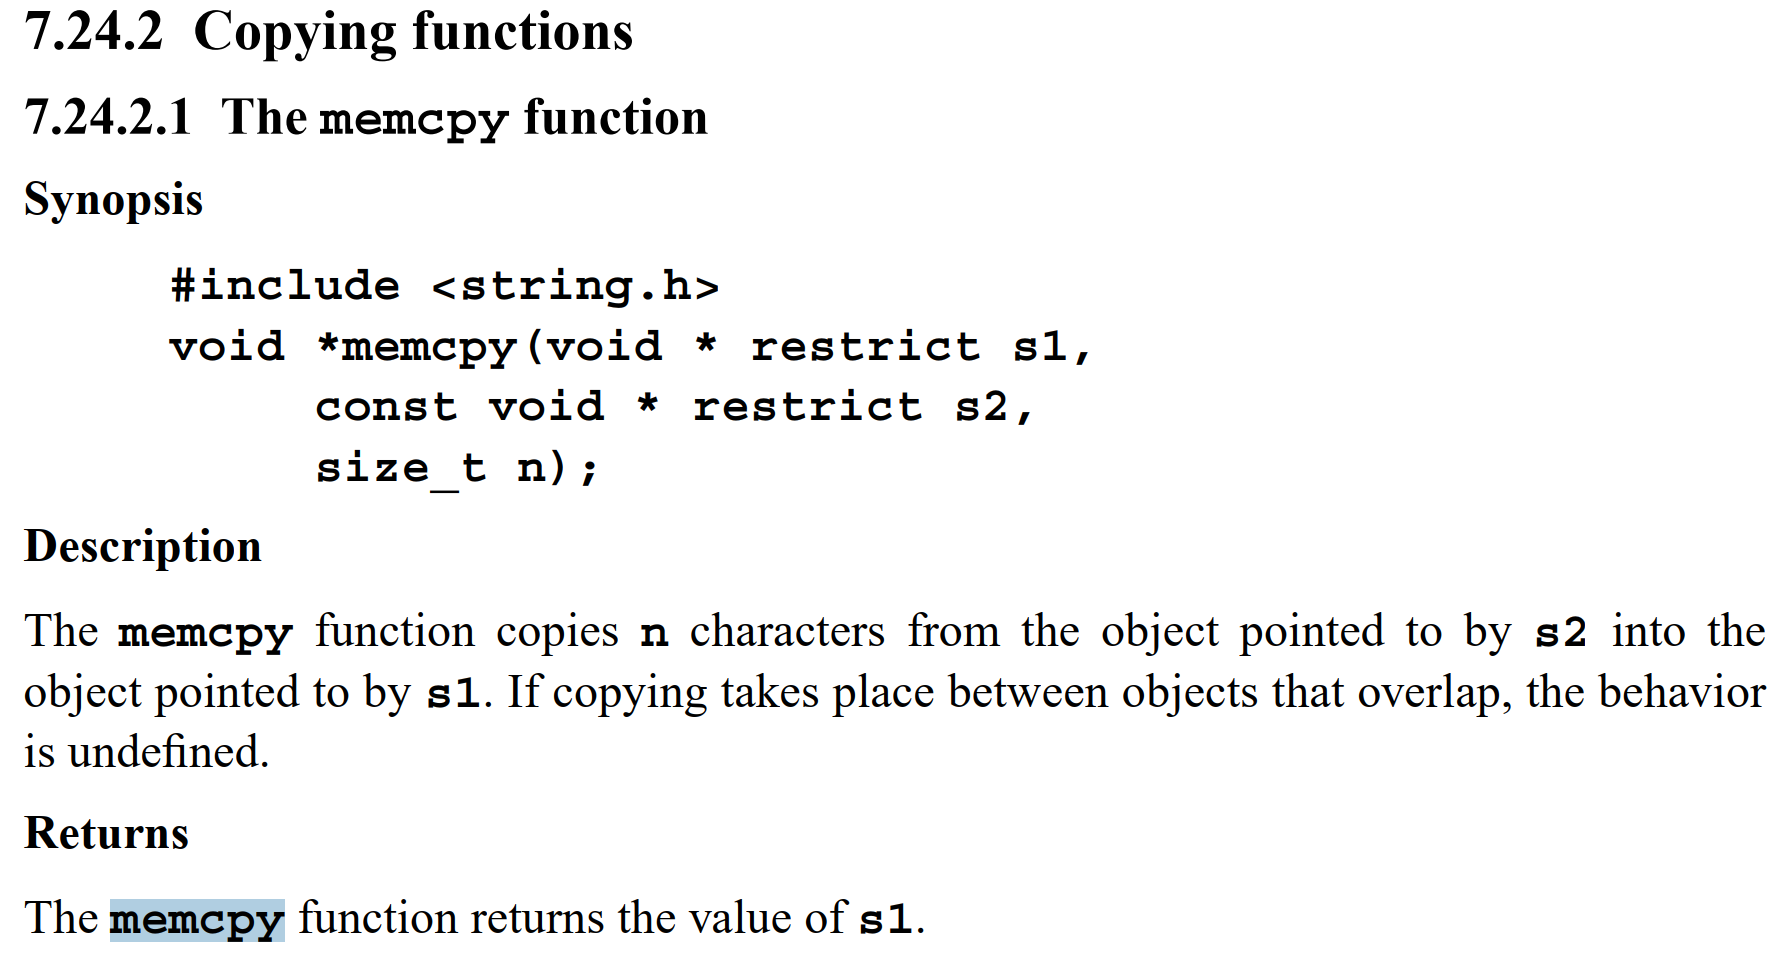 7.24.2 Copying functions
7.24.2.1 The memcpy function
Synopsis
#include <string.h>
void *memcpy(void * restrict s1,
const void * restrict s2,
size_t n);
Description
The memcpy function copies n characters from the object pointed to by s2 into the
object pointed to by s1. If copying takes place between objects that overlap, the behavior
is undefined.
Returns
The memcpy function returns the value of s1.